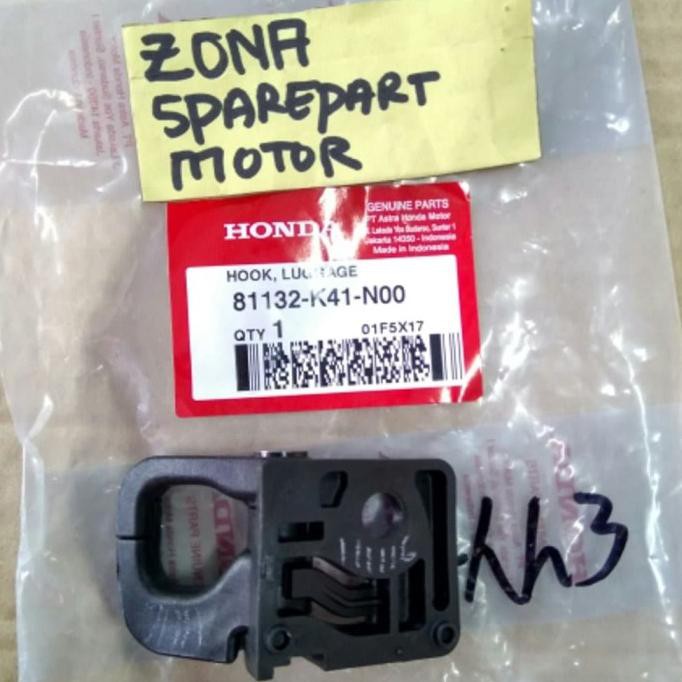 ZONA
SPAREPART
MOTOR
GENUINE PARTS
PT Astra Honda Motor
Jakarta 14350 - Indonesia
Made in Indonesia
HONDA
HOOK, LUGGAGE
81132-K41-N00
QTY 1 01F5X17